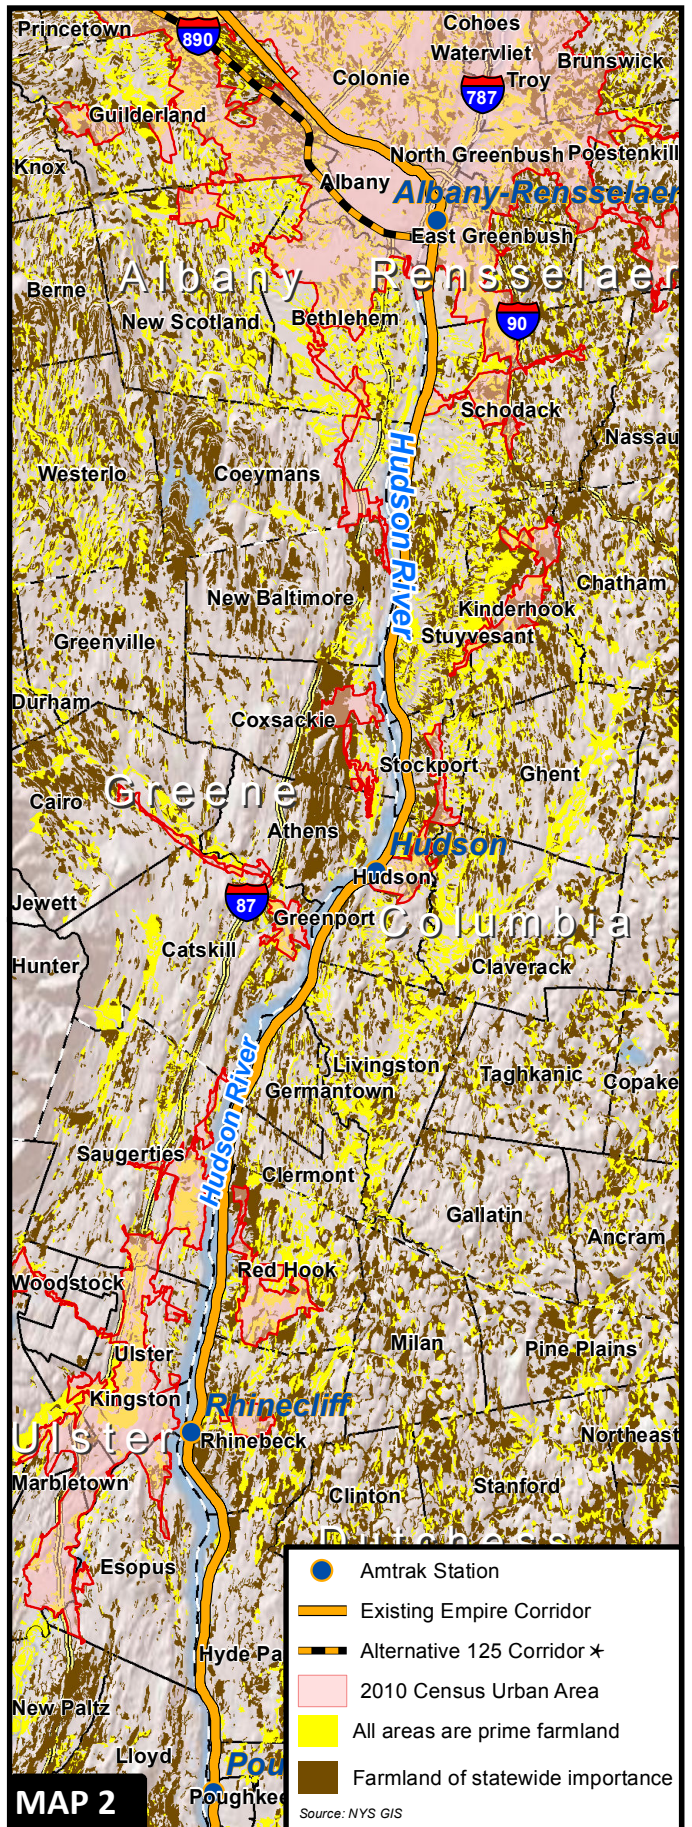 Princetown
890
Cohoes
Watervliet
Brunswick
Colonie
787
Troy
Guilderland
Knox
North Greenbush
Poestenkill
Albany
Albany-Rensselaer
East Greenbush
Albany
Rensselaer
Berne
New Scotland
Bethlehem
90
Schodack
Nassau
Westerlo
Coeymans
Hudson River
New Baltimore
Chatham
Kinderhook
Greenville
Stuyvesant
Durham
Coxsackie
Stockport
Ghent
Greene
Cairo
Athens
Hudson
Hudson
Jewett
87
Greenport
Columbia
Catskill
Hunter
Claverack
Hudson River
Livingston
Taghkanic
Copake
Germantown
Saugerties
Clermont
Gallatin
Ancram
Woodstock
Red Hook
Ulster
Milan
Pine Plains
Kingston
Rhinecliff
Ulster
Rhinebeck
Northeast
Marbletown
Clinton
Stanford
Dutchess
Esopus
Hyde Pa
New Paltz
Lloyd
Pou
Poughkee
Amtrak Station
Existing Empire Corridor
Alternative 125 Corridor *
2010 Census Urban Area
All areas are prime farmland
Farmland of statewide importance
Source: NYS GIS
MAP 2